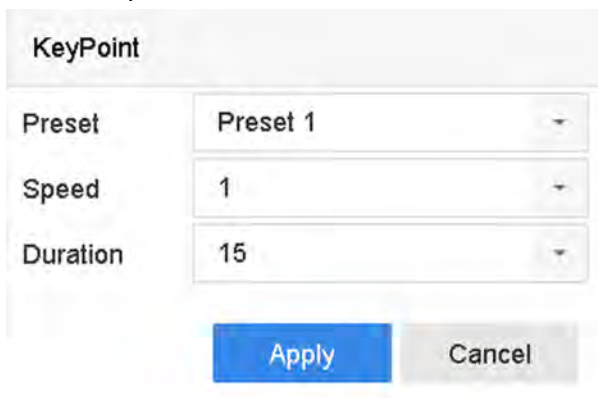 KeyPoint
Preset Preset 1
Speed 1
Duration 15
Apply Cancel